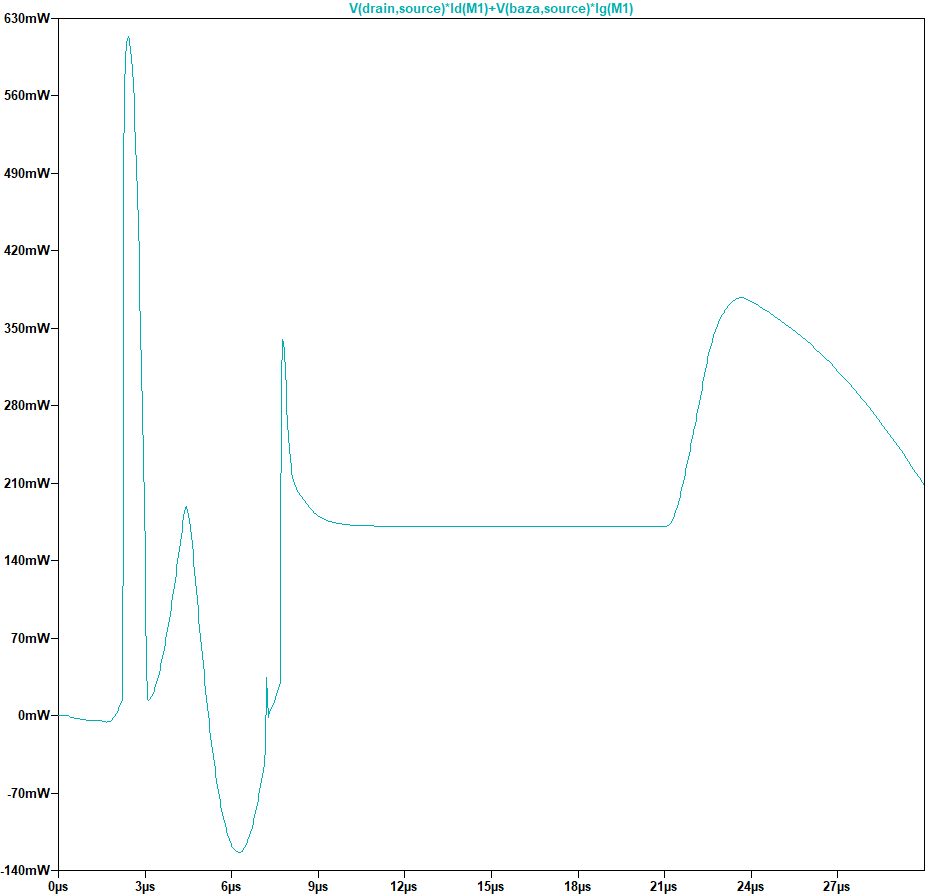 V(drain,source)*Id(M1)+V(baza,source)*Ig(M1)
630mW
560mW
490mW
420mW
350mW
280mW
210mW
140mW
70mW
0mW
-70mW
-140mW
0µs 3µs 6µs 9µs 12µs 15µs 18µs 21µs 24µs 27µs